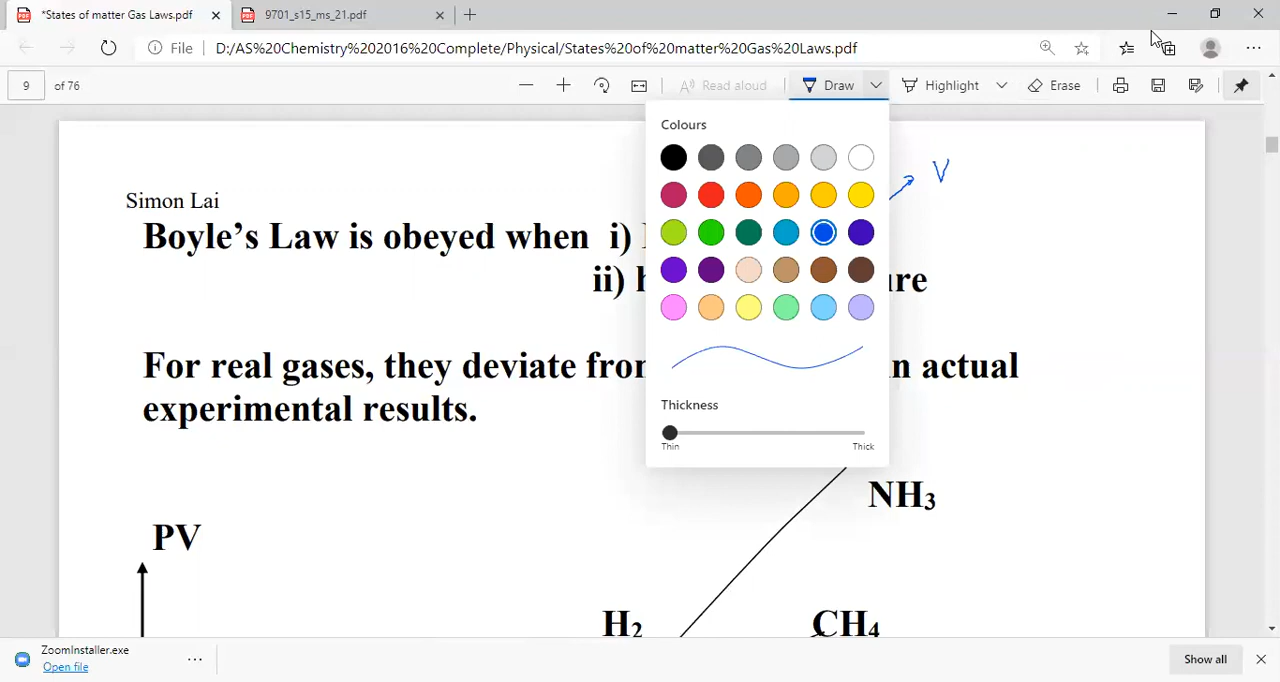 *States of matter Gas Laws.pdf
9701_s15_ms_21.pdf
File
D:/AS%20Chemistry%202016%20Complete/Physical/States%20of%20matter%20Gas%20Laws.pdf
9 of 76
Read aloud
Draw
Highlight
Erase
Colours
V
Simon Lai
Boyle’s Law is obeyed when i)
ii)
For real gases, they deviate
actual
experimental results.
Thickness
Thin
Thick
NH₃
PV
H₂
CH₄
ZoomInstaller.exe
Open file
Show all